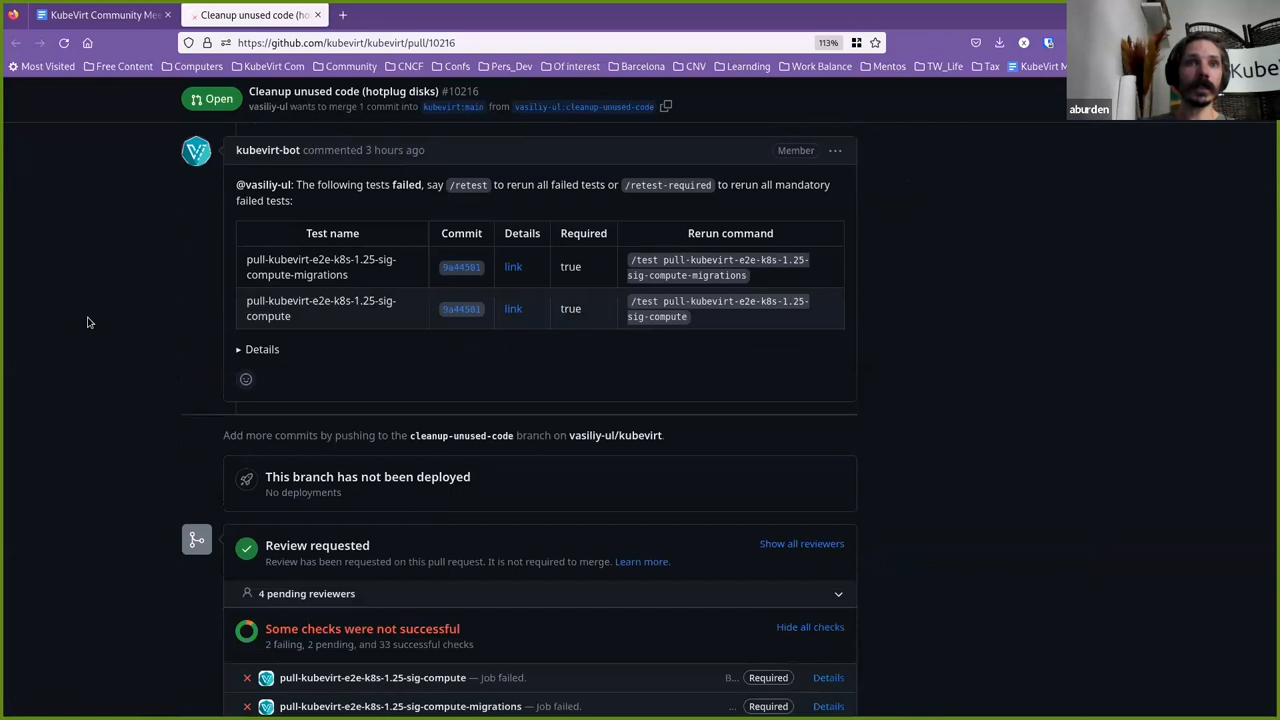 KubeVirt Community Mee
Cleanup unused code (ho
https://github.com/kubevirt/kubevirt/pull/10216
113%
Most Visited
Free Content
Computers
KubeVirt Com
Community
CNCF
Confs
Pers_Dev
Of interest
Barcelona
CNV
Learnding
Work Balance
Mentos
TW_Life
Tax
KubeVirt M
KubeV
aburden
Open
Cleanup unused code (hotplug disks) #10216
vasiliy-ul wants to merge 1 commit into kubevirt:main from vasiliy-ul:cleanup-unused-code
kubevirt-bot commented 3 hours ago
Member
@vasiliy-ul: The following tests failed, say /retest to rerun all failed tests or /retest-required to rerun all mandatory
failed tests:
Test name Commit Details Required Rerun command
pull-kubevirt-e2e-k8s-1.25-sig-
compute-migrations
9a44501 link true
/test pull-kubevirt-e2e-k8s-1.25-
sig-compute-migrations
pull-kubevirt-e2e-k8s-1.25-sig-
compute
9a44501 link true
/test pull-kubevirt-e2e-k8s-1.25-
sig-compute
Details
Add more commits by pushing to the cleanup-unused-code branch on vasiliy-ul/kubevirt.
This branch has not been deployed
No deployments
Review requested
Show all reviewers
Review has been requested on this pull request. It is not required to merge. Learn more.
4 pending reviewers
Some checks were not successful
Hide all checks
2 failing, 2 pending, and 33 successful checks
pull-kubevirt-e2e-k8s-1.25-sig-compute — Job failed. B... Required Details
pull-kubevirt-e2e-k8s-1.25-sig-compute-migrations — Job failed. ... Required Details